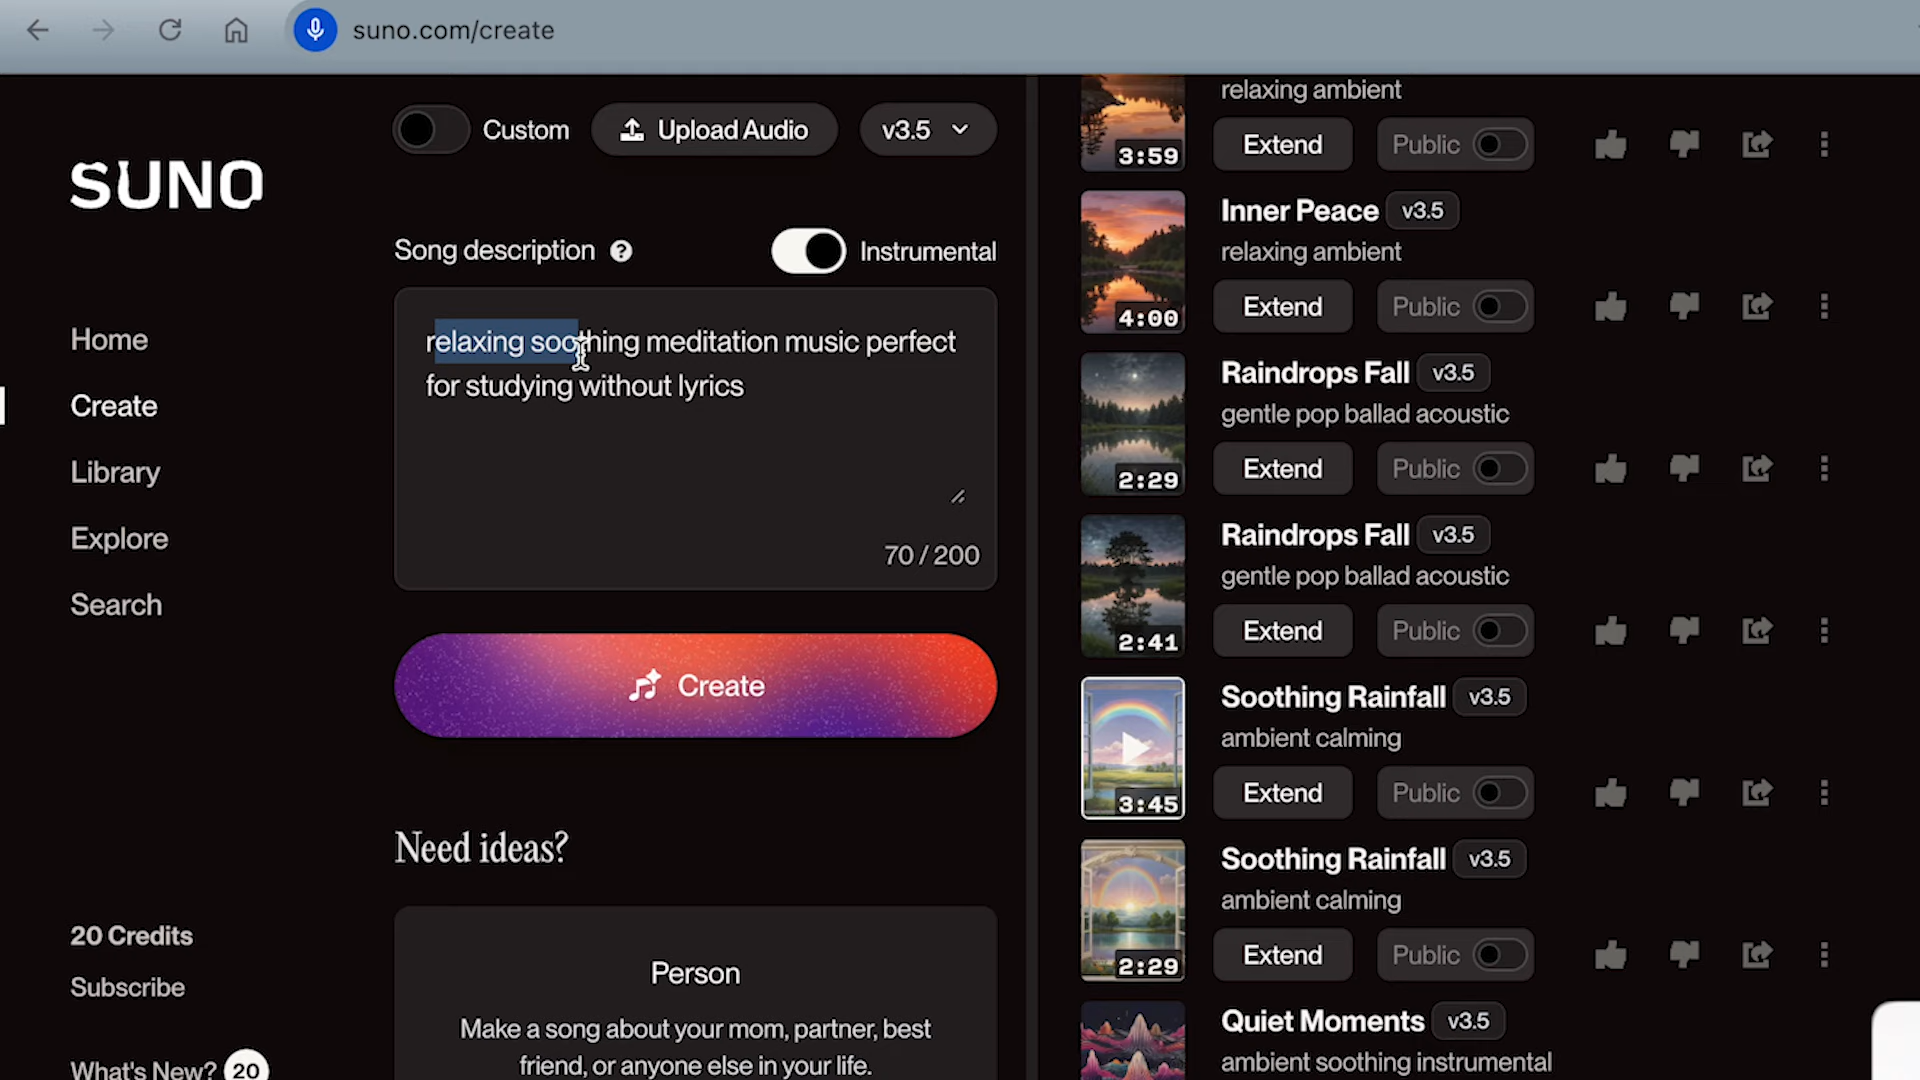 suno.com/create
SUNO
Home
Create
Library
Explore
Search
20 Credits
Subscribe
What's New? 20
Custom
Upload Audio
v3.5
Song description ?
Instrumental
relaxing soothing meditation music perfect
for studying without lyrics
70 / 200
Create
Need ideas?
Person
Make a song about your mom, partner, best
friend, or anyone else in your life.
relaxing ambient
3:59
Extend
Public
Inner Peace v3.5
relaxing ambient
4:00
Extend
Public
Raindrops Fall v3.5
gentle pop ballad acoustic
2:29
Extend
Public
Raindrops Fall v3.5
gentle pop ballad acoustic
2:41
Extend
Public
Soothing Rainfall v3.5
ambient calming
3:45
Extend
Public
Soothing Rainfall v3.5
ambient calming
2:29
Extend
Public
Quiet Moments v3.5
ambient soothing instrumental